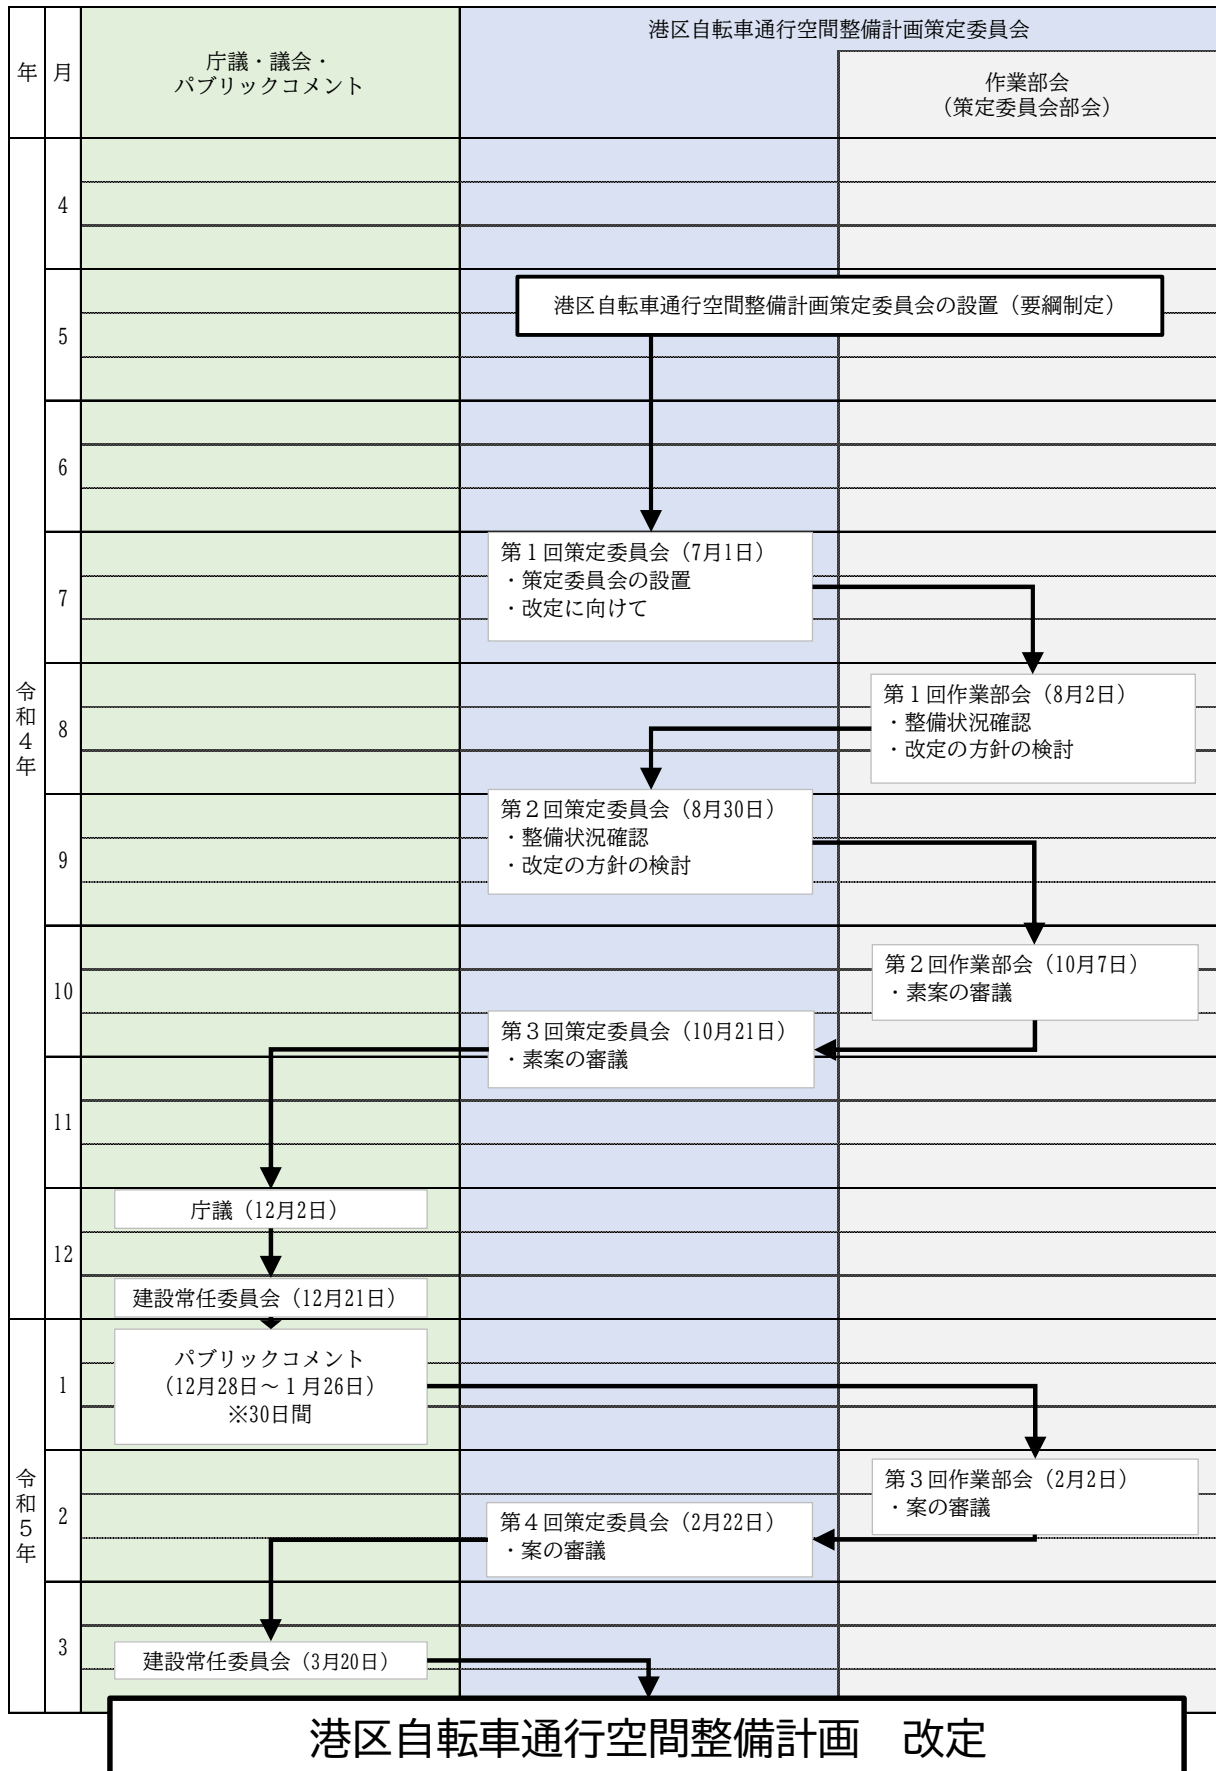 年
月
庁議・議会・
パブリックコメント
港区自転車通行空間整備計画策定委員会
作業部会
（策定委員会部会）
令和４年
4
5
港区自転車通行空間整備計画策定委員会の設置（要綱制定）
6
7
第１回策定委員会（7月1日）
・策定委員会の設置
・改定に向けて
8
第１回作業部会（8月2日）
・整備状況確認
・改定の方針の検討
9
第２回策定委員会（8月30日）
・整備状況確認
・改定の方針の検討
10
第２回作業部会（10月7日）
・素案の審議
第３回策定委員会（10月21日）
・素案の審議
11
12
庁議（12月2日）
建設常任委員会（12月21日）
令和５年
1
パブリックコメント
（12月28日～１月26日）
※30日間
2
第３回作業部会（2月2日）
・案の審議
第４回策定委員会（2月22日）
・案の審議
3
建設常任委員会（3月20日）
港区自転車通行空間整備計画　改定